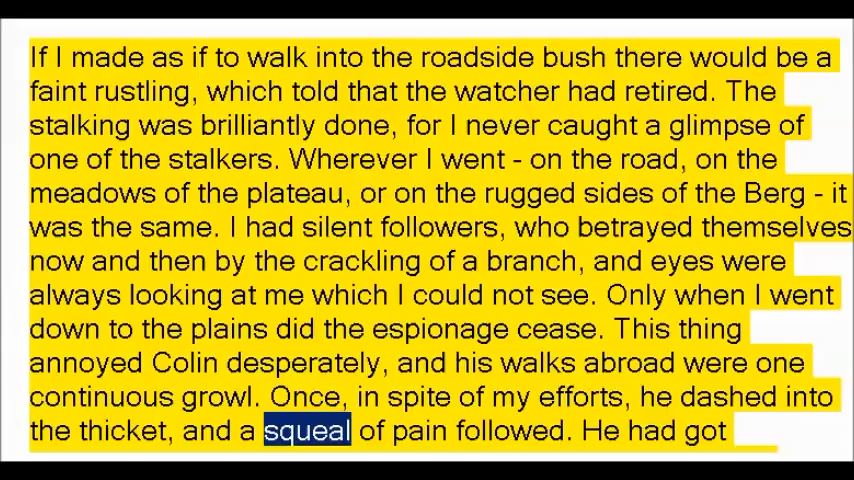 If I made as if to walk into the roadside bush there would be a
faint rustling, which told that the watcher had retired. The
stalking was brilliantly done, for I never caught a glimpse of
one of the stalkers. Wherever I went - on the road, on the
meadows of the plateau, or on the rugged sides of the Berg - it
was the same. I had silent followers, who betrayed themselves
now and then by the crackling of a branch, and eyes were
always looking at me which I could not see. Only when I went
down to the plains did the espionage cease. This thing
annoyed Colin desperately, and his walks abroad were one
continuous growl. Once, in spite of my efforts, he dashed into
the thicket, and a squeal of pain followed. He had got